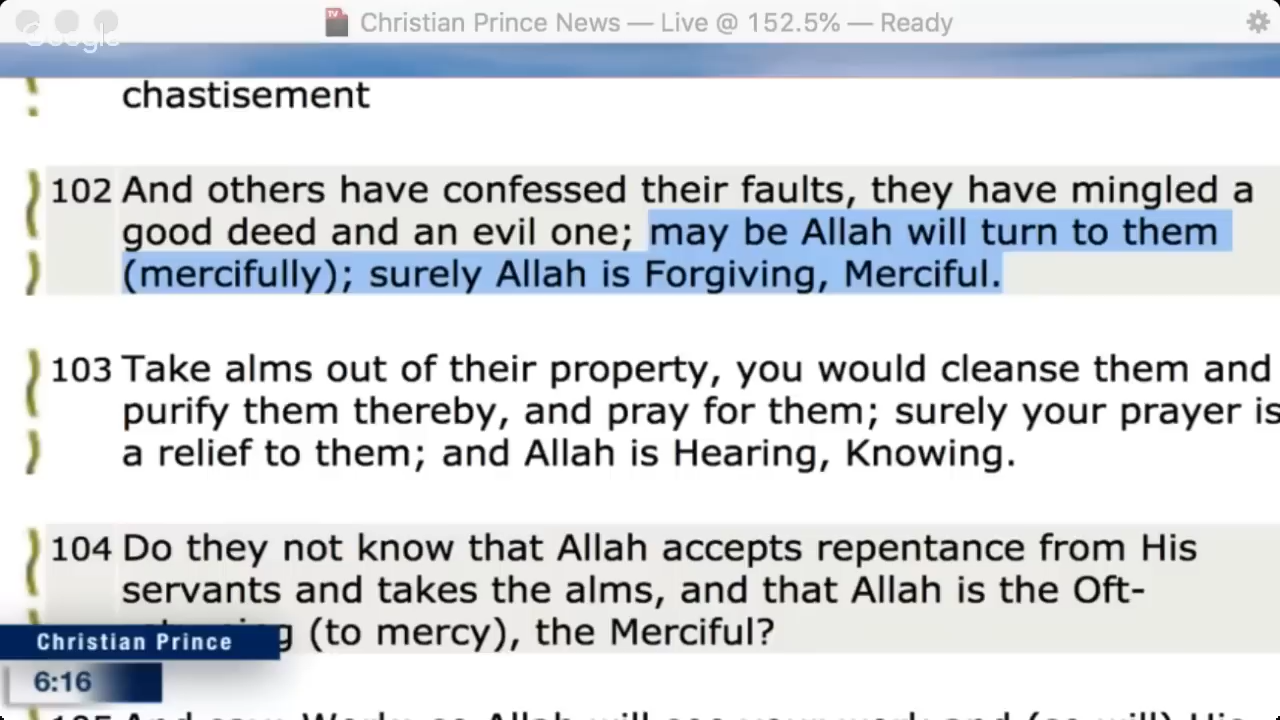 Christian Prince News — Live @ 152.5% — Ready
Google
chastisement
102 And others have confessed their faults, they have mingled a
good deed and an evil one; may be Allah will turn to them
(mercifully); surely Allah is Forgiving, Merciful.
103 Take alms out of their property, you would cleanse them and
purify them thereby, and pray for them; surely your prayer is
a relief to them; and Allah is Hearing, Knowing.
104 Do they not know that Allah accepts repentance from His
servants and takes the alms, and that Allah is the Oft-
(to mercy), the Merciful?
Christian Prince
6:16